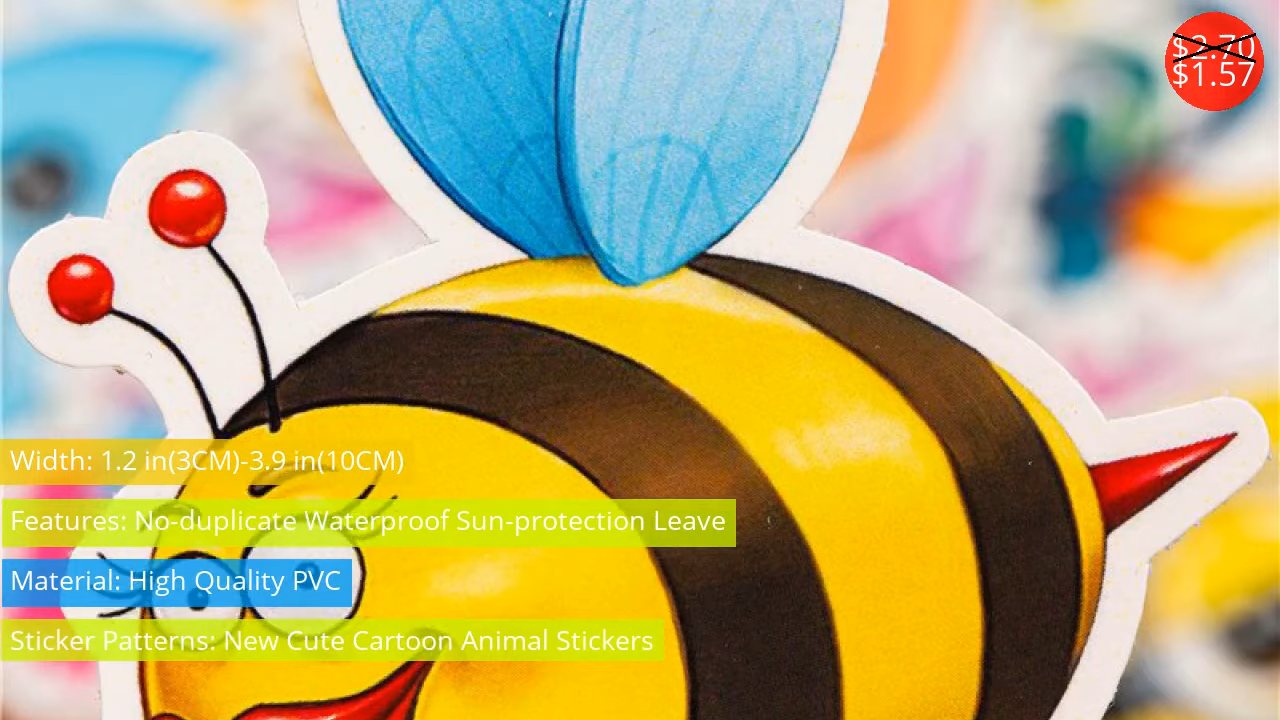 $2.70
$1.57
Width: 1.2 in(3CM)-3.9 in(10CM)
Features: No-duplicate Waterproof Sun-protection Leave
Material: High Quality PVC
Sticker Patterns: New Cute Cartoon Animal Stickers